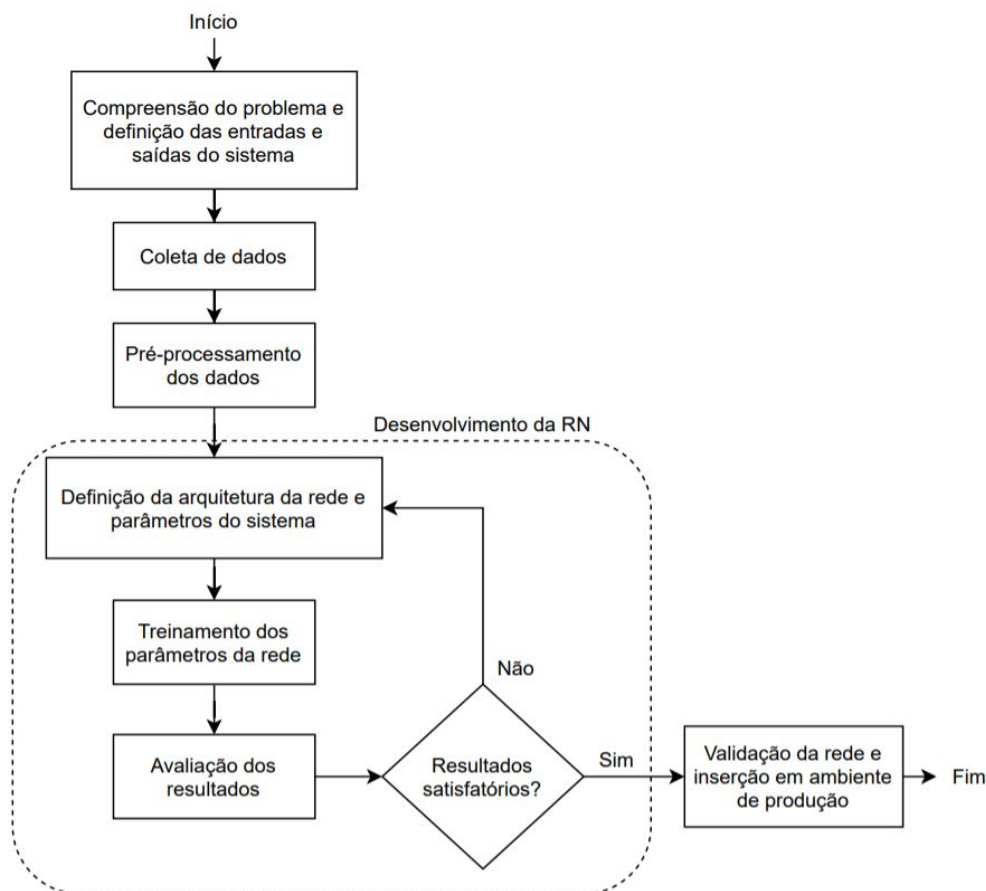 Início
Compreensão do problema e
definição das entradas e
saídas do sistema
Coleta de dados
Pré-processamento
dos dados
Desenvolvimento da RN
Definição da arquitetura da rede e
parâmetros do sistema
Treinamento dos
parâmetros da rede
Não
Avaliação dos
resultados
Resultados
satisfatórios?
Sim
Validação da rede e
inserção em ambiente
de produção
Fim